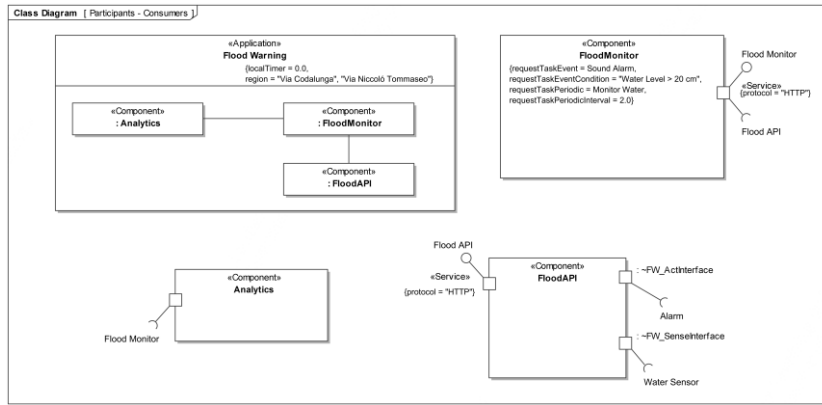 Class Diagram [ Participants - Consumers ]
«Application»
Flood Warning
{localTimer = 0.0,
region = "Via Codalunga", "Via Niccoló Tommaseo"}
«Component»
: Analytics
«Component»
: FloodMonitor
«Component»
: FloodAPI
«Component»
FloodMonitor
{requestTaskEvent = Sound Alarm,
requestTaskEventCondition = "Water Level > 20 cm",
requestTaskPeriodic = Monitor Water,
requestTaskPeriodicInterval = 2.0}
Flood Monitor
«Service»
{protocol = "HTTP"}
Flood API
«Component»
Analytics
Flood Monitor
Flood API
«Service»
{protocol = "HTTP"}
«Component»
FloodAPI
: ~FW_ActInterface
Alarm
: ~FW_SenseInterface
Water Sensor